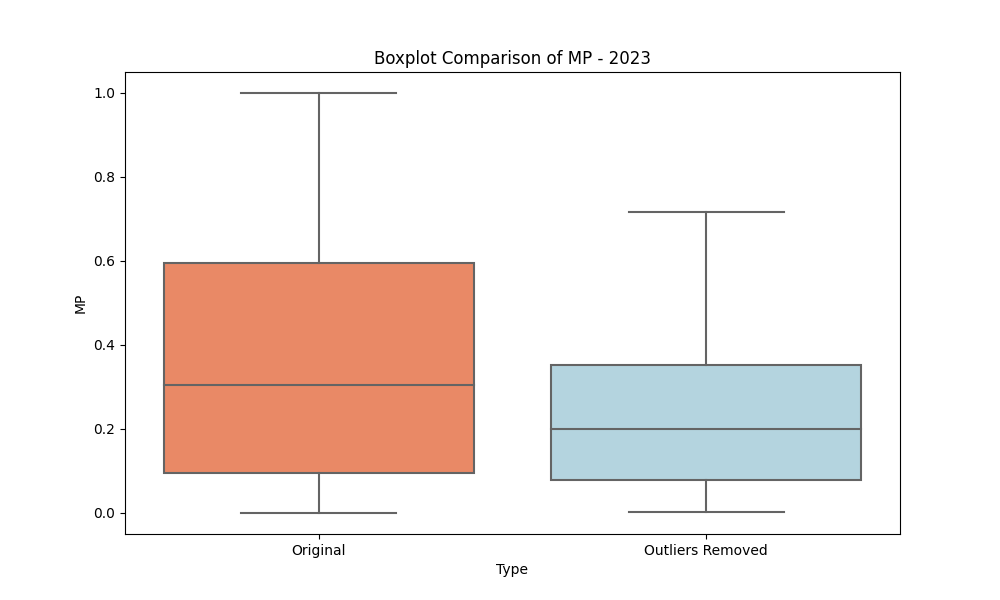 Boxplot Comparison of MP - 2023
1.0
0.8
0.6
0.4
0.2
0.0
MP
Original
Outliers Removed
Type